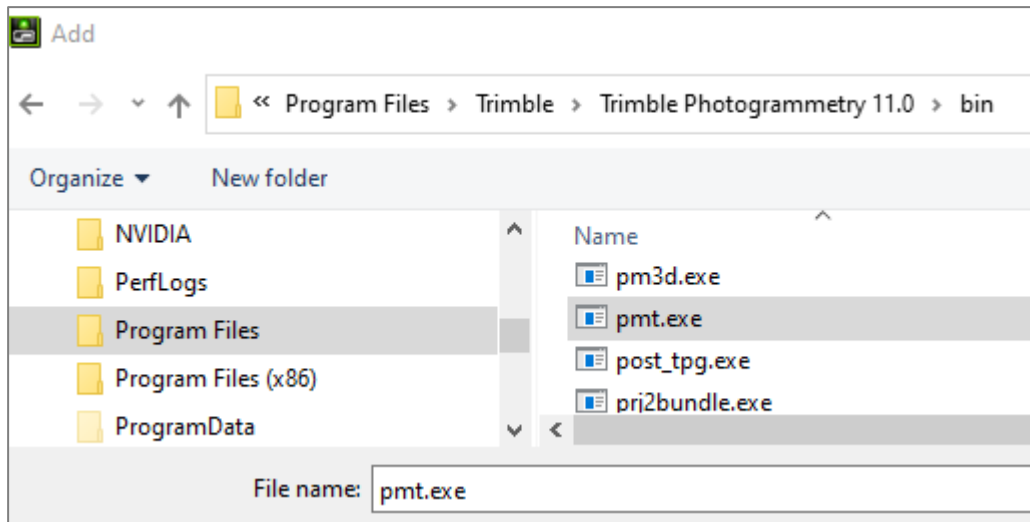 Add
« Program Files > Trimble > Trimble Photogrammetry 11.0 > bin
Organize New folder
NVIDIA
PerfLogs
Program Files
Program Files (x86)
ProgramData
Name
pm3d.exe
pmt.exe
post_tpg.exe
prj2bundle.exe
File name: pmt.exe